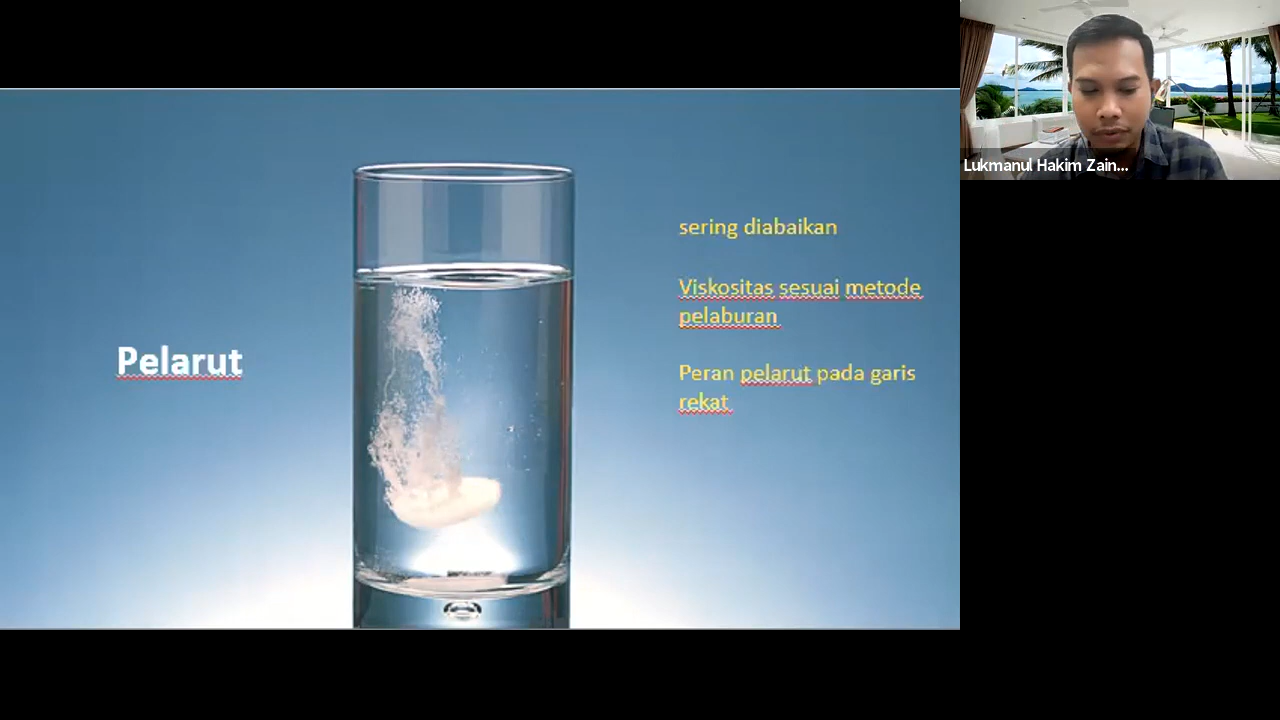 Pelarut
sering diabaikan
Viskositas sesuai metode
pelaburan
Peran pelarut pada garis
rekat
Lukmanul Hakim Zain...